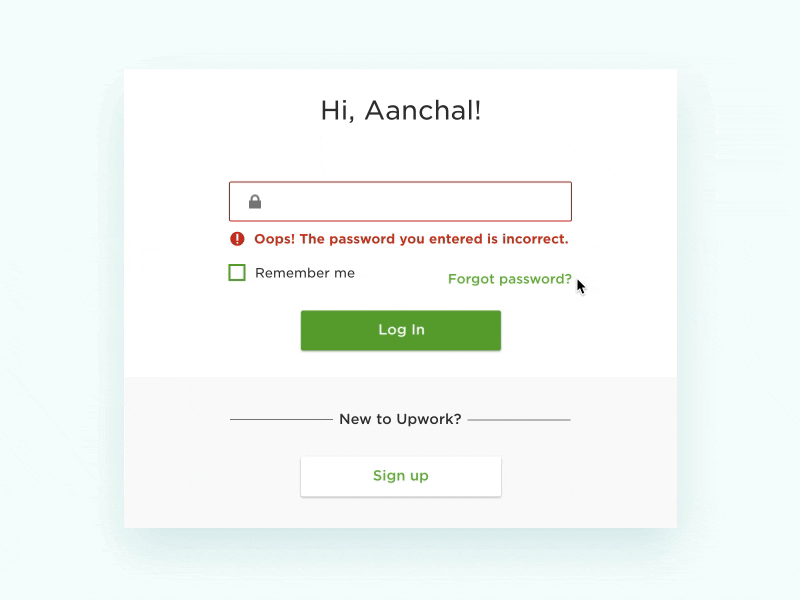 Hi, Aanchal!
Oops! The password you entered is incorrect.
Remember me
Forgot password?
Log In
New to Upwork?
Sign up